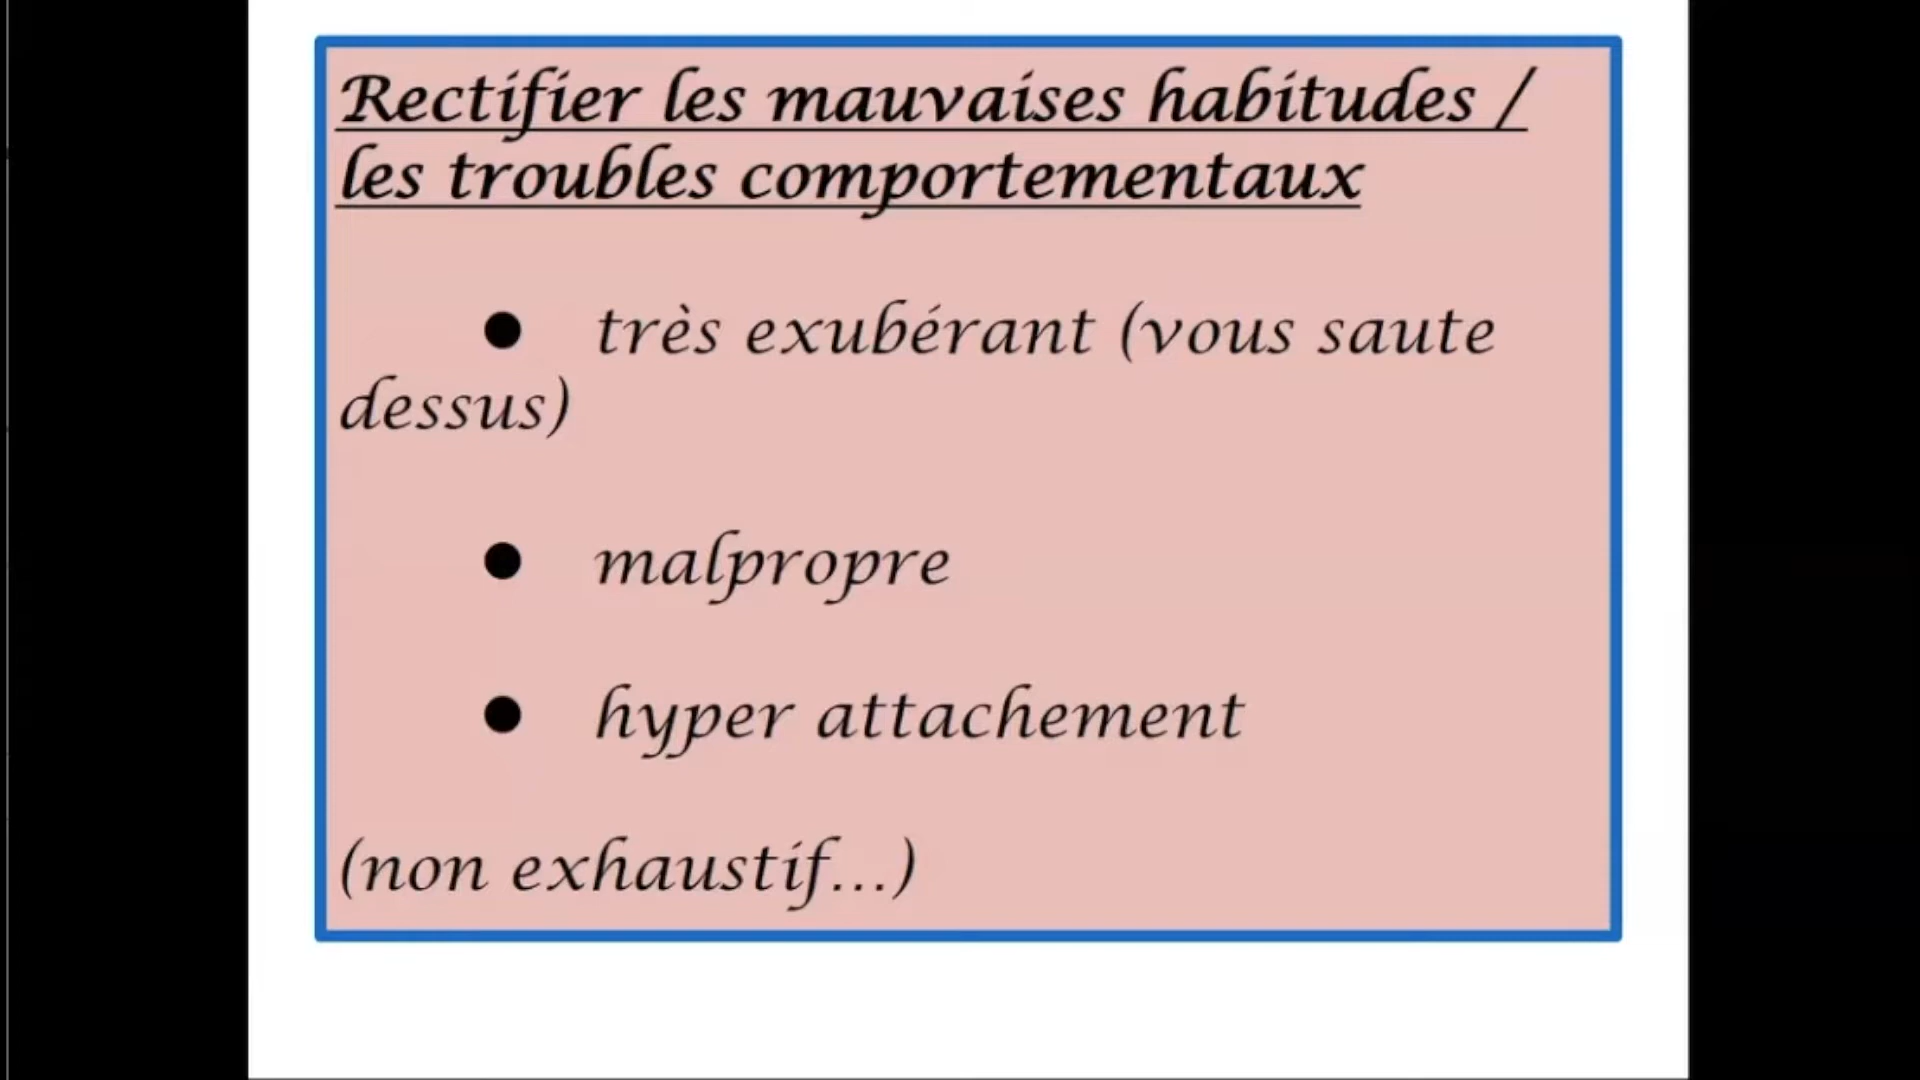 Rectifier les mauvaises habitudes /
les troubles comportementaux
● très exubérant (vous saute
dessus)
● malpropre
● hyper attachement
(non exhaustif...)